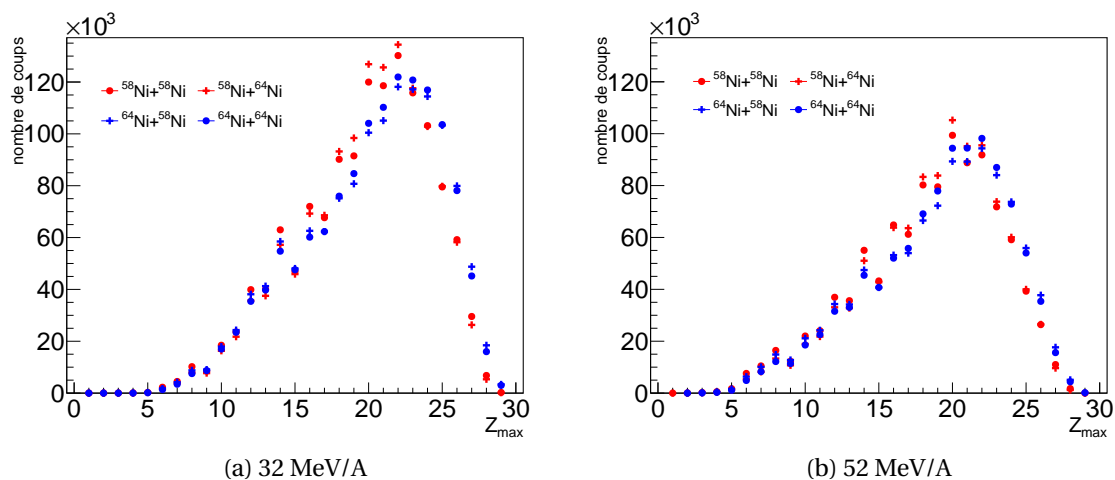 ×10³
nombre de coups
120
100
80
60
40
20
0
⁵⁸Ni+⁵⁸Ni ⁵⁸Ni+⁶⁴Ni
⁶⁴Ni+⁵⁸Ni ⁶⁴Ni+⁶⁴Ni
0 5 10 15 20 25 30
Zmax
(a) 32 MeV/A
×10³
nombre de coups
120
100
80
60
40
20
0
⁵⁸Ni+⁵⁸Ni ⁵⁸Ni+⁶⁴Ni
⁶⁴Ni+⁵⁸Ni ⁶⁴Ni+⁶⁴Ni
0 5 10 15 20 25 30
Zmax
(b) 52 MeV/A